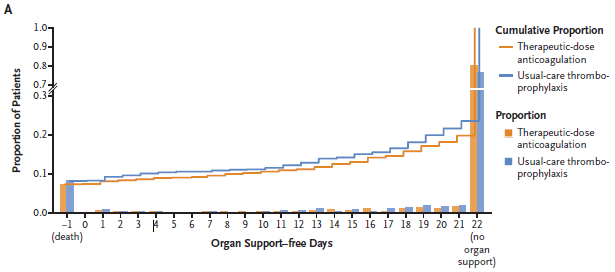 A
1.0
0.9
0.8
0.7
0.3
0.2
0.1
0.0
Proportion of Patients
−1 0 1 2 3 4 5 6 7 8 9 10 11 12 13 14 15 16 17 18 19 20 21 22
(death)
(no
organ
support)
Organ Support–free Days
Cumulative Proportion
Therapeutic-dose
anticoagulation
Usual-care thrombo-
prophylaxis
Proportion
Therapeutic-dose
anticoagulation
Usual-care thrombo-
prophylaxis